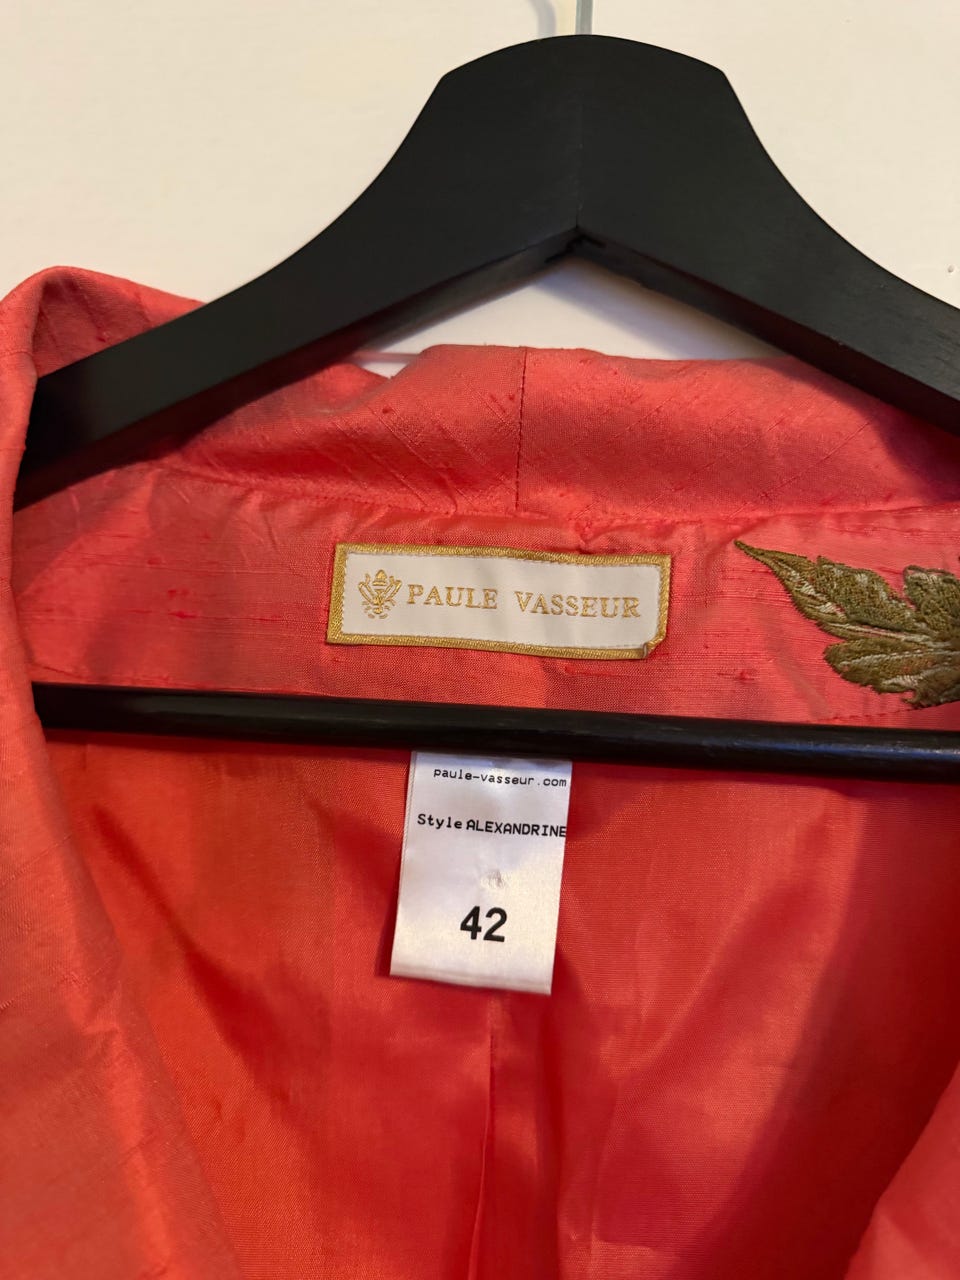 PAULE VASSEUR
paule-vasseur.com
Style ALEXANDRINE
42